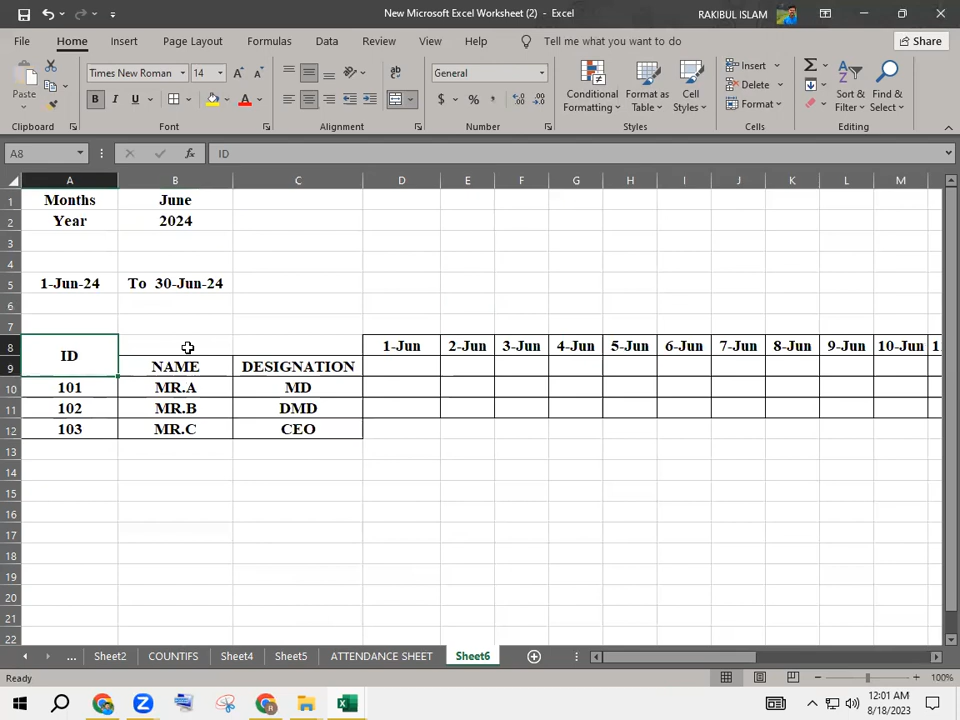 New Microsoft Excel Worksheet (2) - Excel
RAKIBUL ISLAM
File Home Insert Page Layout Formulas Data Review View Help Tell me what you want to do Share
Paste
Times New Roman 14
B I U
A A
ab
General
$ % ,
Conditional Formatting
Format as Table
Cell Styles
Insert
Delete
Format
Sort & Filter
Find & Select
Clipboard Font Alignment Number Styles Cells Editing
A8 fx ID
A B C D E F G H I J K L M
1 Months June
2 Year 2024
3
4
5 1-Jun-24 To 30-Jun-24
6
7
8 ID 1-Jun 2-Jun 3-Jun 4-Jun 5-Jun 6-Jun 7-Jun 8-Jun 9-Jun 10-Jun
9 NAME DESIGNATION
10 101 MR.A MD
11 102 MR.B DMD
12 103 MR.C CEO
13
14
15
16
17
18
19
20
21
22
... Sheet2 COUNTIFS Sheet4 Sheet5 ATTENDANCE SHEET Sheet6
Ready 100%
12:01 AM
8/18/2023